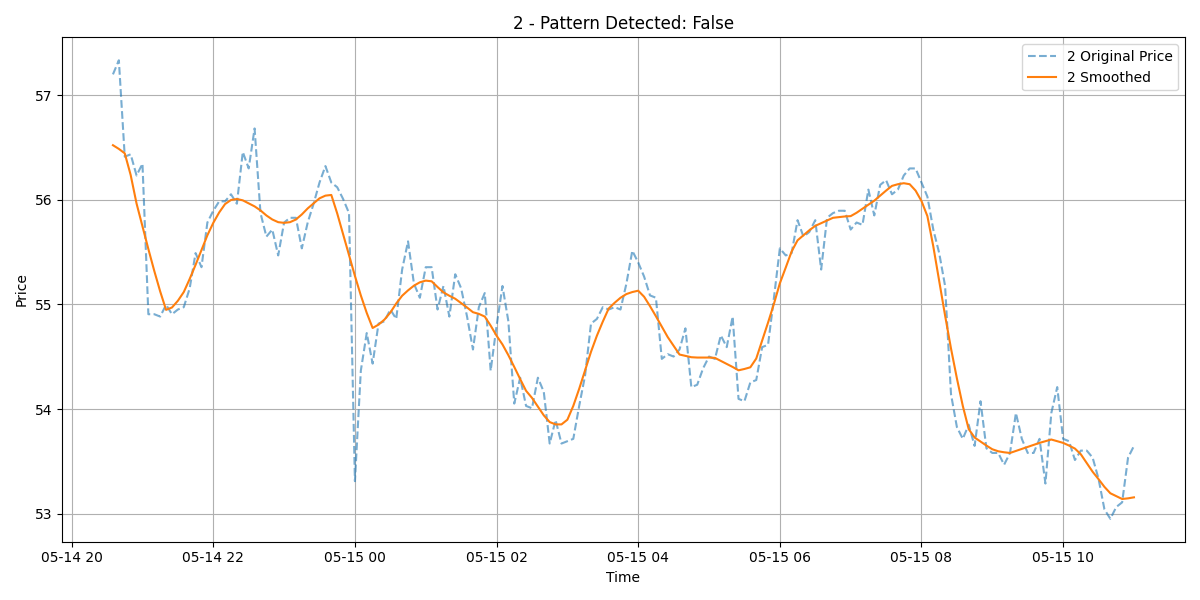 2 - Pattern Detected: False
2 Original Price
2 Smoothed
57
56
55
54
53
Price
05-14 20
05-14 22
05-15 00
05-15 02
05-15 04
05-15 06
05-15 08
05-15 10
Time